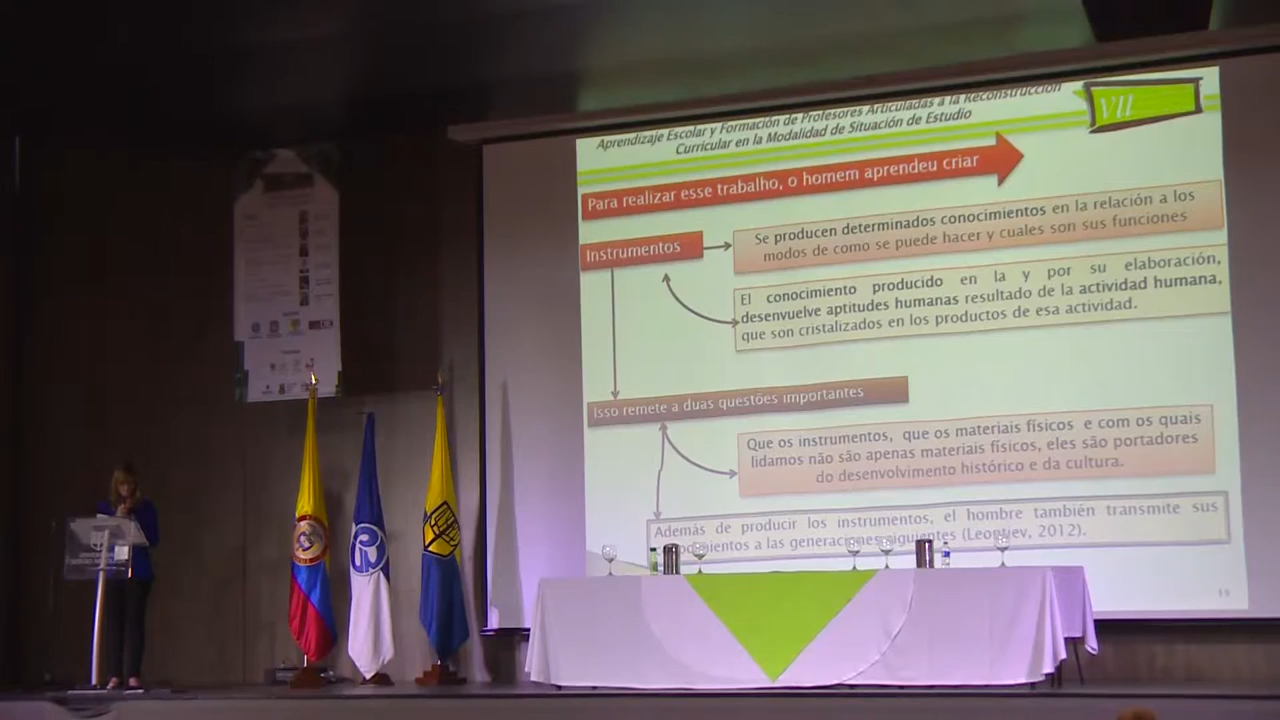 Aprendizaje Escolar y Formación de Profesores Articuladas a la Reconstrucción
Curricular en la Modalidad de Situación de Estudio
VII
Para realizar esse trabalho, o homem aprendeu criar
Instrumentos
Se producen determinados conocimientos en la relación a los
modos de como se puede hacer y cuales son sus funciones
El conocimiento producido en la y por su elaboración,
desenvuelve aptitudes humanas resultado de la actividad humana,
que son cristalizados en los productos de esa actividad.
Isso remete a duas questões importantes
Que os instrumentos, que os materiais físicos e com os quais
lidamos não são apenas materiais físicos, eles são portadores
do desenvolvimento histórico e da cultura.
Además de producir los instrumentos, el hombre también transmite sus
conocimientos a las generaciones siguientes (Leontiev, 2012).